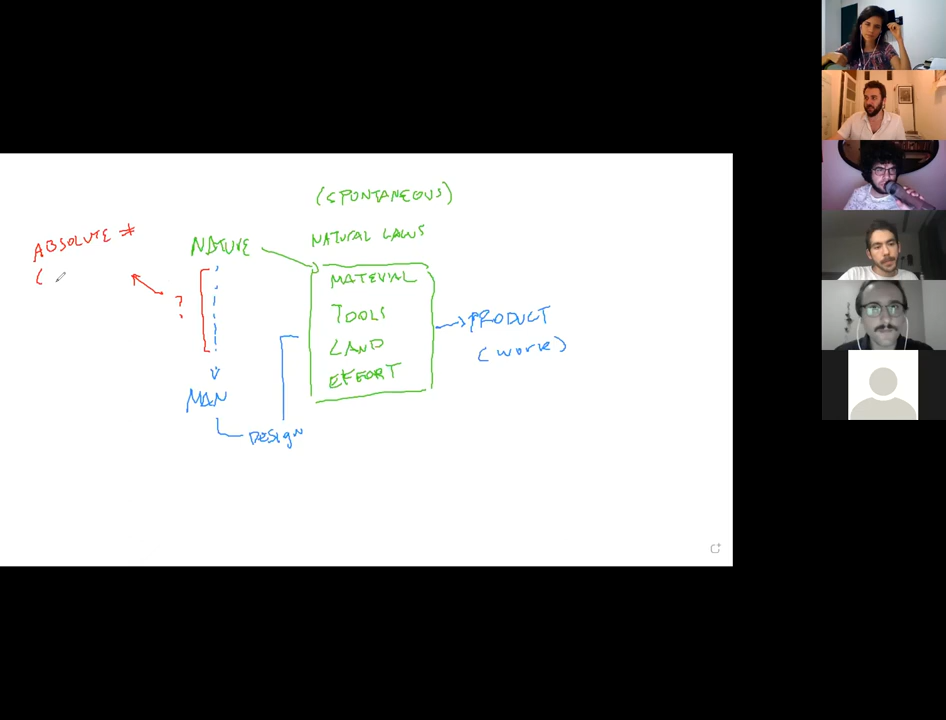 (SPONTANEOUS)
NATURAL LAWS
ABSOLUTE ≠
(
NATURE
?
MATERIAL
TOOLS
LAND
EFFORT
PRODUCT
(WORK)
MAN
DESIGN